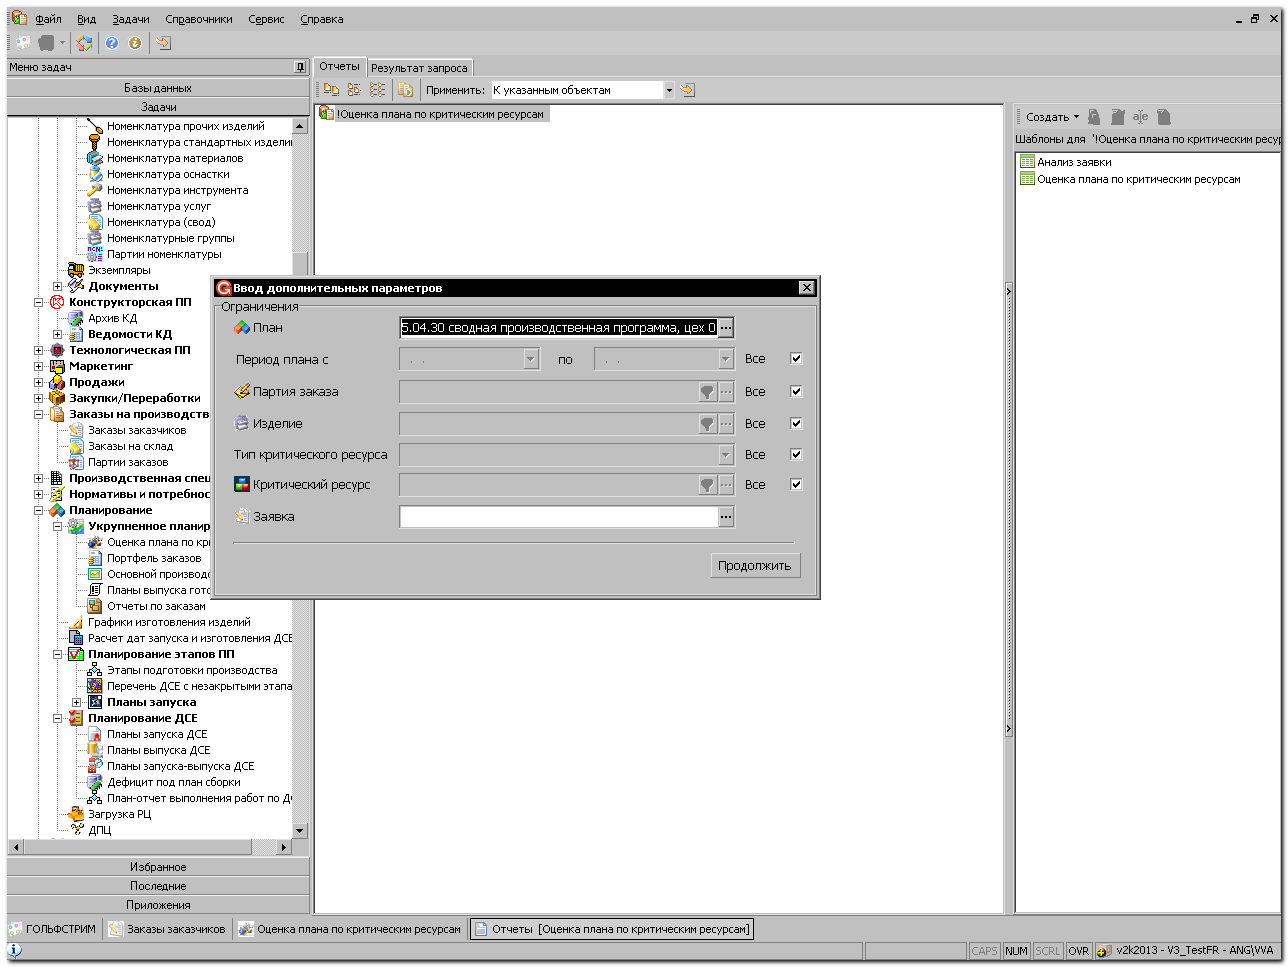 Файл Вид Задачи Справочники Сервис Справка
Меню задач
Базы данных
Задачи
Номенклатура прочих изделий
Номенклатура стандартных издели
Номенклатура материалов
Номенклатура оснастки
Номенклатура инструмента
Номенклатура услуг
Номенклатура (свод)
Номенклатурные группы
Партии номенклатуры
Экземпляры
Документы
Конструкторская ПП
Архив КД
Ведомости КД
Технологическая ПП
Маркетинг
Продажи
Закупки/Переработки
Заказы на производств
Заказы заказчиков
Заказы на склад
Партии заказов
Производственная спец
Нормативы и потребнос
Планирование
Укрупненное планир
Оценка плана по кр
Портфель заказов
Основной производс
Планы выпуска гото
Отчеты по заказам
Графики изготовления изделий
Расчет дат запуска и изготовления ДСЕ
Планирование этапов ПП
Этапы подготовки производства
Перечень ДСЕ с незакрытыми этапа
Планы запуска
Планирование ДСЕ
Планы запуска ДСЕ
Планы выпуска ДСЕ
Планы запуска-выпуска ДСЕ
Дефицит под план сборки
План-отчет выполнения работ по Д
Загрузка РЦ
ДПЦ
Избранное
Последние
Приложения
Отчеты Результат запроса
Применить: К указанным объектам
!Оценка плана по критическим ресурсам
Создать
Шаблоны для '!Оценка плана по критическим ресур
Анализ заявки
Оценка плана по критическим ресурсам
Ввод дополнительных параметров
Ограничения
План 5.04.30 сводная производственная программа, цех 0 ...
Период плана с . . по . . Все
Партия заказа ... Все
Изделие ... Все
Тип критического ресурса Все
Критический ресурс ... Все
Заявка ...
Продолжить
ГОЛЬФСТРИМ Заказы заказчиков Оценка плана по критическим ресурсам Отчеты [Оценка плана по критическим ресурсам]
CAPS NUM SCRL OVR v2k2013 - V3_TestFR - ANG\VVA